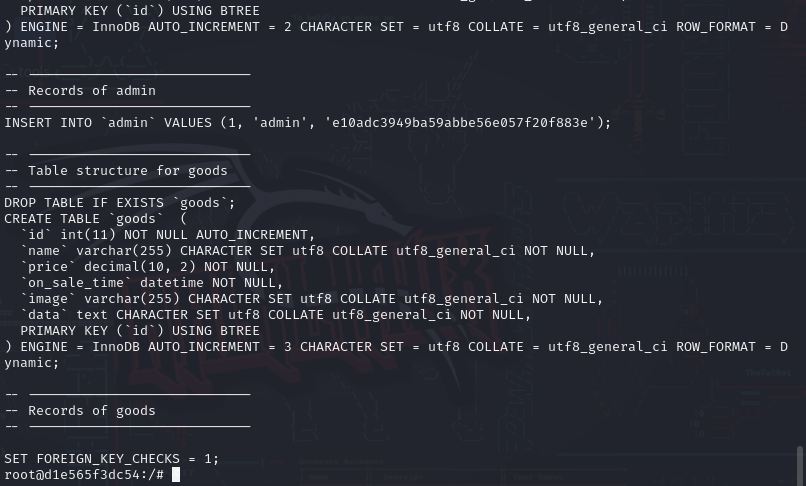 PRIMARY KEY (`id`) USING BTREE
) ENGINE = InnoDB AUTO_INCREMENT = 2 CHARACTER SET = utf8 COLLATE = utf8_general_ci ROW_FORMAT = D
ynamic;
-- ----------------------------
-- Records of admin
-- ----------------------------
INSERT INTO `admin` VALUES (1, 'admin', 'e10adc3949ba59abbe56e057f20f883e');
-- ----------------------------
-- Table structure for goods
-- ----------------------------
DROP TABLE IF EXISTS `goods`;
CREATE TABLE `goods`  (
`id` int(11) NOT NULL AUTO_INCREMENT,
`name` varchar(255) CHARACTER SET utf8 COLLATE utf8_general_ci NOT NULL,
`price` decimal(10, 2) NOT NULL,
`on_sale_time` datetime NOT NULL,
`image` varchar(255) CHARACTER SET utf8 COLLATE utf8_general_ci NOT NULL,
`data` text CHARACTER SET utf8 COLLATE utf8_general_ci NOT NULL,
PRIMARY KEY (`id`) USING BTREE
) ENGINE = InnoDB AUTO_INCREMENT = 3 CHARACTER SET = utf8 COLLATE = utf8_general_ci ROW_FORMAT = D
ynamic;
-- ----------------------------
-- Records of goods
-- ----------------------------
SET FOREIGN_KEY_CHECKS = 1;
root@d1e565f3dc54:/#